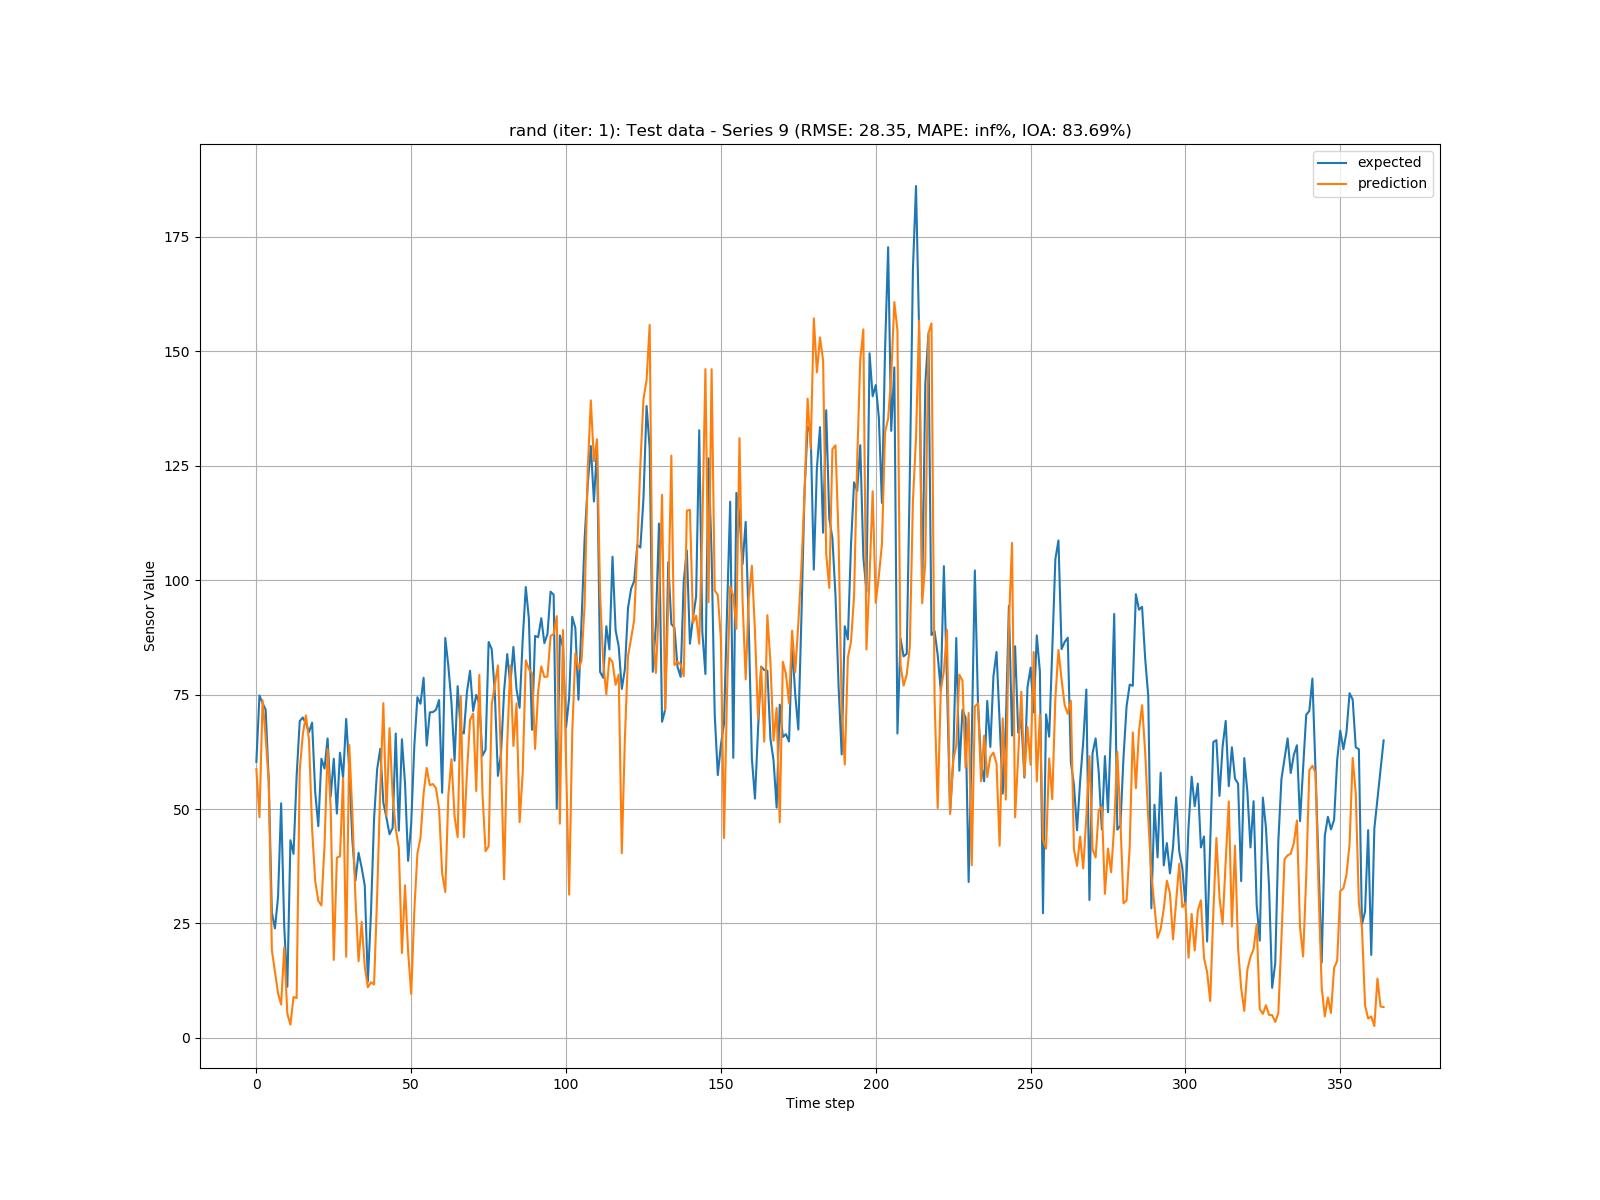 rand (iter: 1): Test data - Series 9 (RMSE: 28.35, MAPE: inf%, IOA: 83.69%)
expected
prediction
Sensor Value
175
150
125
100
75
50
25
0
0 50 100 150 200 250 300 350
Time step